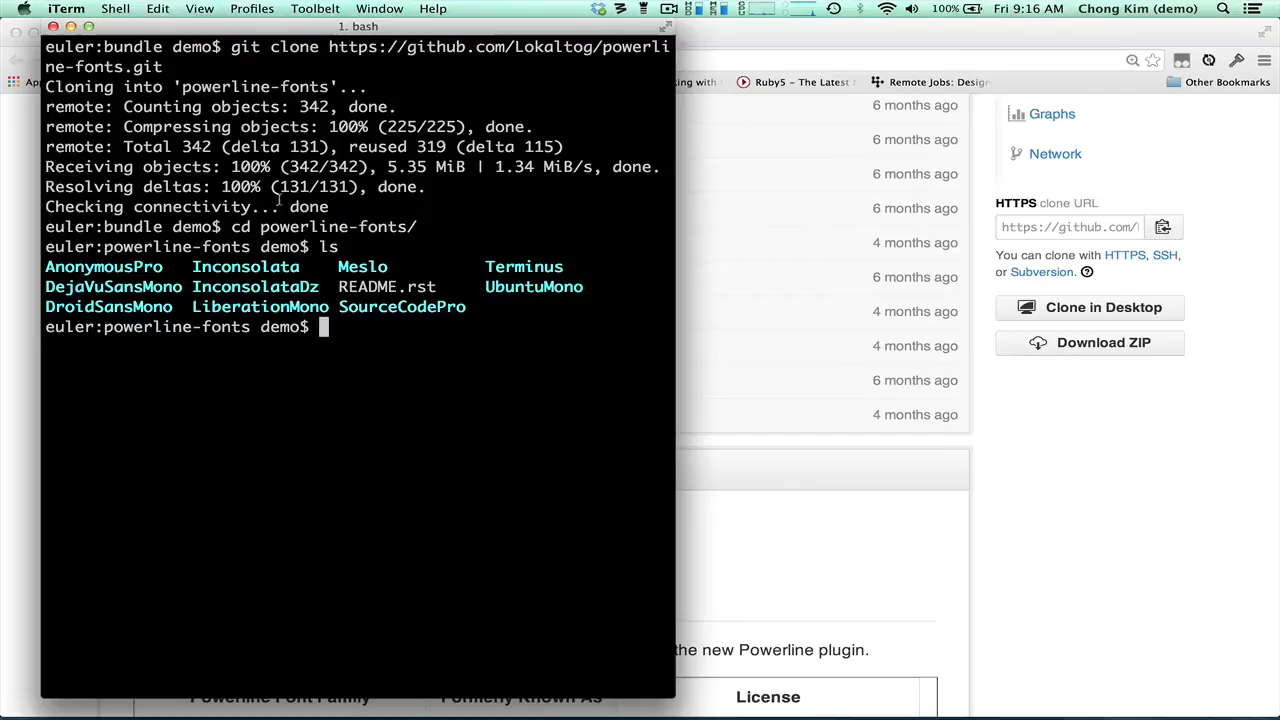 iTerm Shell Edit View Profiles Toolbelt Window Help 100% Fri 9:16 AM Chong Kim (demo)
1. bash
euler:bundle demo$ git clone https://github.com/Lokaltog/powerli
ne-fonts.git
Cloning into 'powerline-fonts'...
remote: Counting objects: 342, done.
remote: Compressing objects: 100% (225/225), done.
remote: Total 342 (delta 131), reused 319 (delta 115)
Receiving objects: 100% (342/342), 5.35 MiB | 1.34 MiB/s, done.
Resolving deltas: 100% (131/131), done.
Checking connectivity... done
euler:bundle demo$ cd powerline-fonts/
euler:powerline-fonts demo$ ls
AnonymousPro Inconsolata Meslo Terminus
DejaVuSansMono InconsolataDz README.rst UbuntuMono
DroidSansMono LiberationMono SourceCodePro
euler:powerline-fonts demo$
king with Ruby5 - The Latest Remote Jobs: Desig Other Bookmarks
6 months ago
6 months ago
6 months ago
6 months ago
4 months ago
6 months ago
4 months ago
4 months ago
6 months ago
4 months ago
Graphs
Network
HTTPS clone URL
https://github.com/
You can clone with HTTPS, SSH,
or Subversion.
Clone in Desktop
Download ZIP
the new Powerline plugin.
Powerline Font Family Formerly Known As License